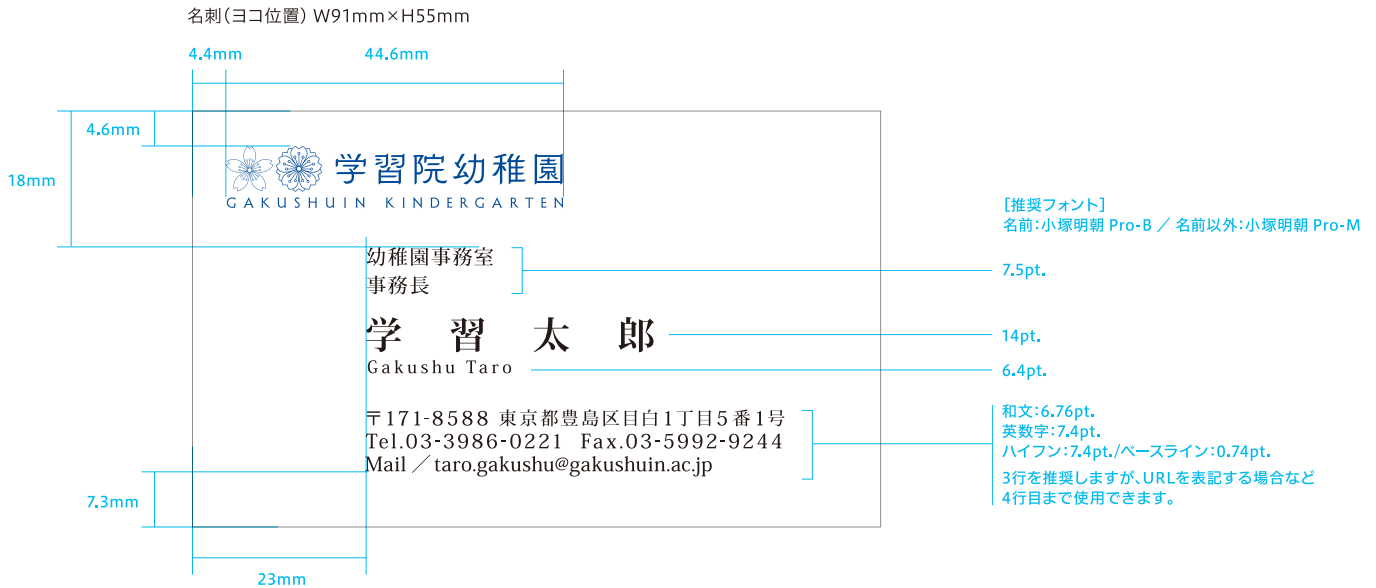 名刺（ヨコ位置） W91mm×H55mm
4.4mm
44.6mm
4.6mm
18mm
学習院幼稚園
GAKUSHUIN KINDERGARTEN
［推奨フォント］
名前：小塚明朝 Pro-B ／ 名前以外：小塚明朝 Pro-M
幼稚園事務室
事務長
7.5pt.
学 習 太 郎
14pt.
Gakushu Taro
6.4pt.
〒171-8588 東京都豊島区目白1丁目5番1号
Tel.03-3986-0221 Fax.03-5992-9244
Mail ／ taro.gakushu@gakushuin.ac.jp
和文：6.76pt.
英数字：7.4pt.
ハイフン：7.4pt./ベースライン：0.74pt.
3行を推奨しますが、URLを表記する場合など
4行目まで使用できます。
7.3mm
23mm